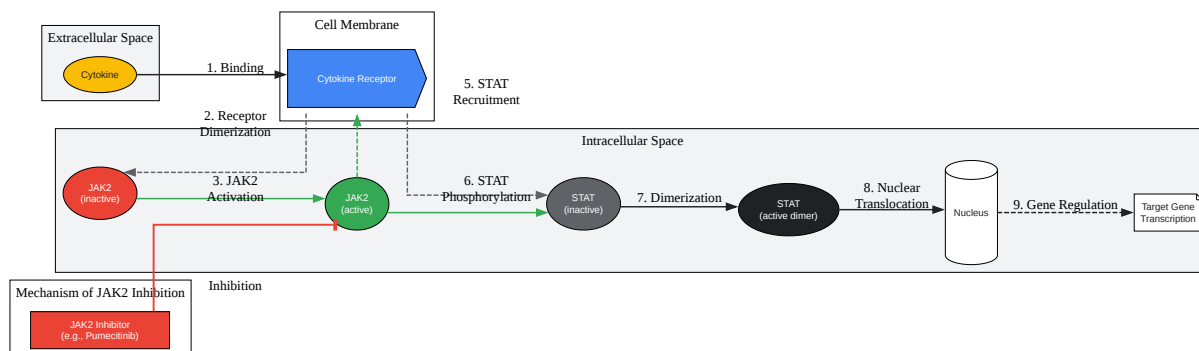 Cell Membrane
Extracellular Space
Cytokine
1. Binding
Cytokine Receptor
5. STAT
Recruitment
2. Receptor
Dimerization
Intracellular Space
JAK2
(inactive)
3. JAK2
Activation
JAK2
(active)
6. STAT
Phosphorylation
STAT
(inactive)
7. Dimerization
STAT
(active dimer)
8. Nuclear
Translocation
Nucleus
9. Gene Regulation
Target Gene
Transcription
Mechanism of JAK2 Inhibition
Inhibition
JAK2 Inhibitor
(e.g., Pumecitinib)